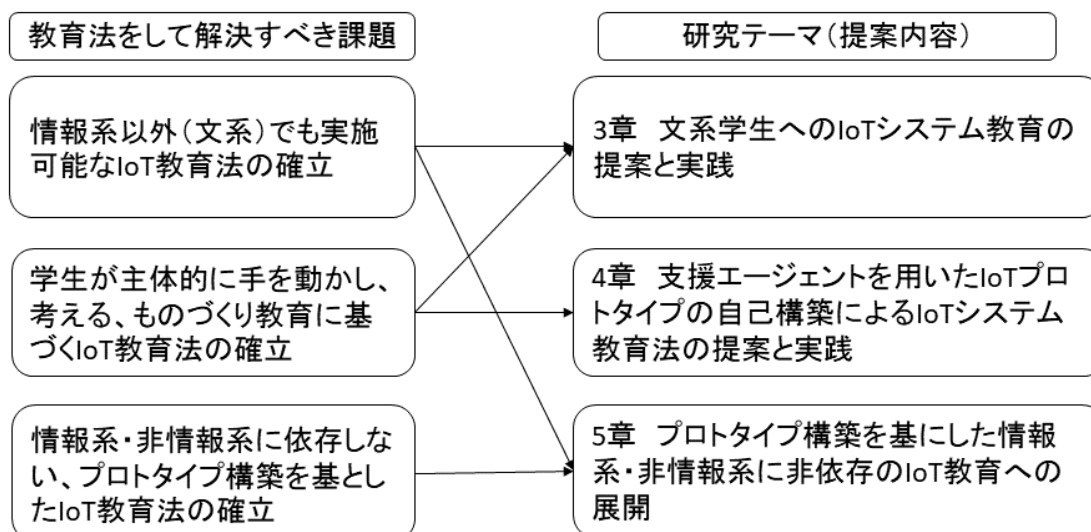 教育法をして解決すべき課題
研究テーマ（提案内容）
情報系以外（文系）でも実施
可能なIoT教育法の確立
3章　文系学生へのIoTシステム教育の
提案と実践
学生が主体的に手を動かし、
考える、ものづくり教育に基
づくIoT教育法の確立
4章　支援エージェントを用いたIoTプロ
トタイプの自己構築によるIoTシステム
教育法の提案と実践
情報系・非情報系に依存しな
い、プロトタイプ構築を基とし
たIoT教育法の確立
5章　プロトタイプ構築を基にした情報
系・非情報系に非依存のIoT教育への
展開